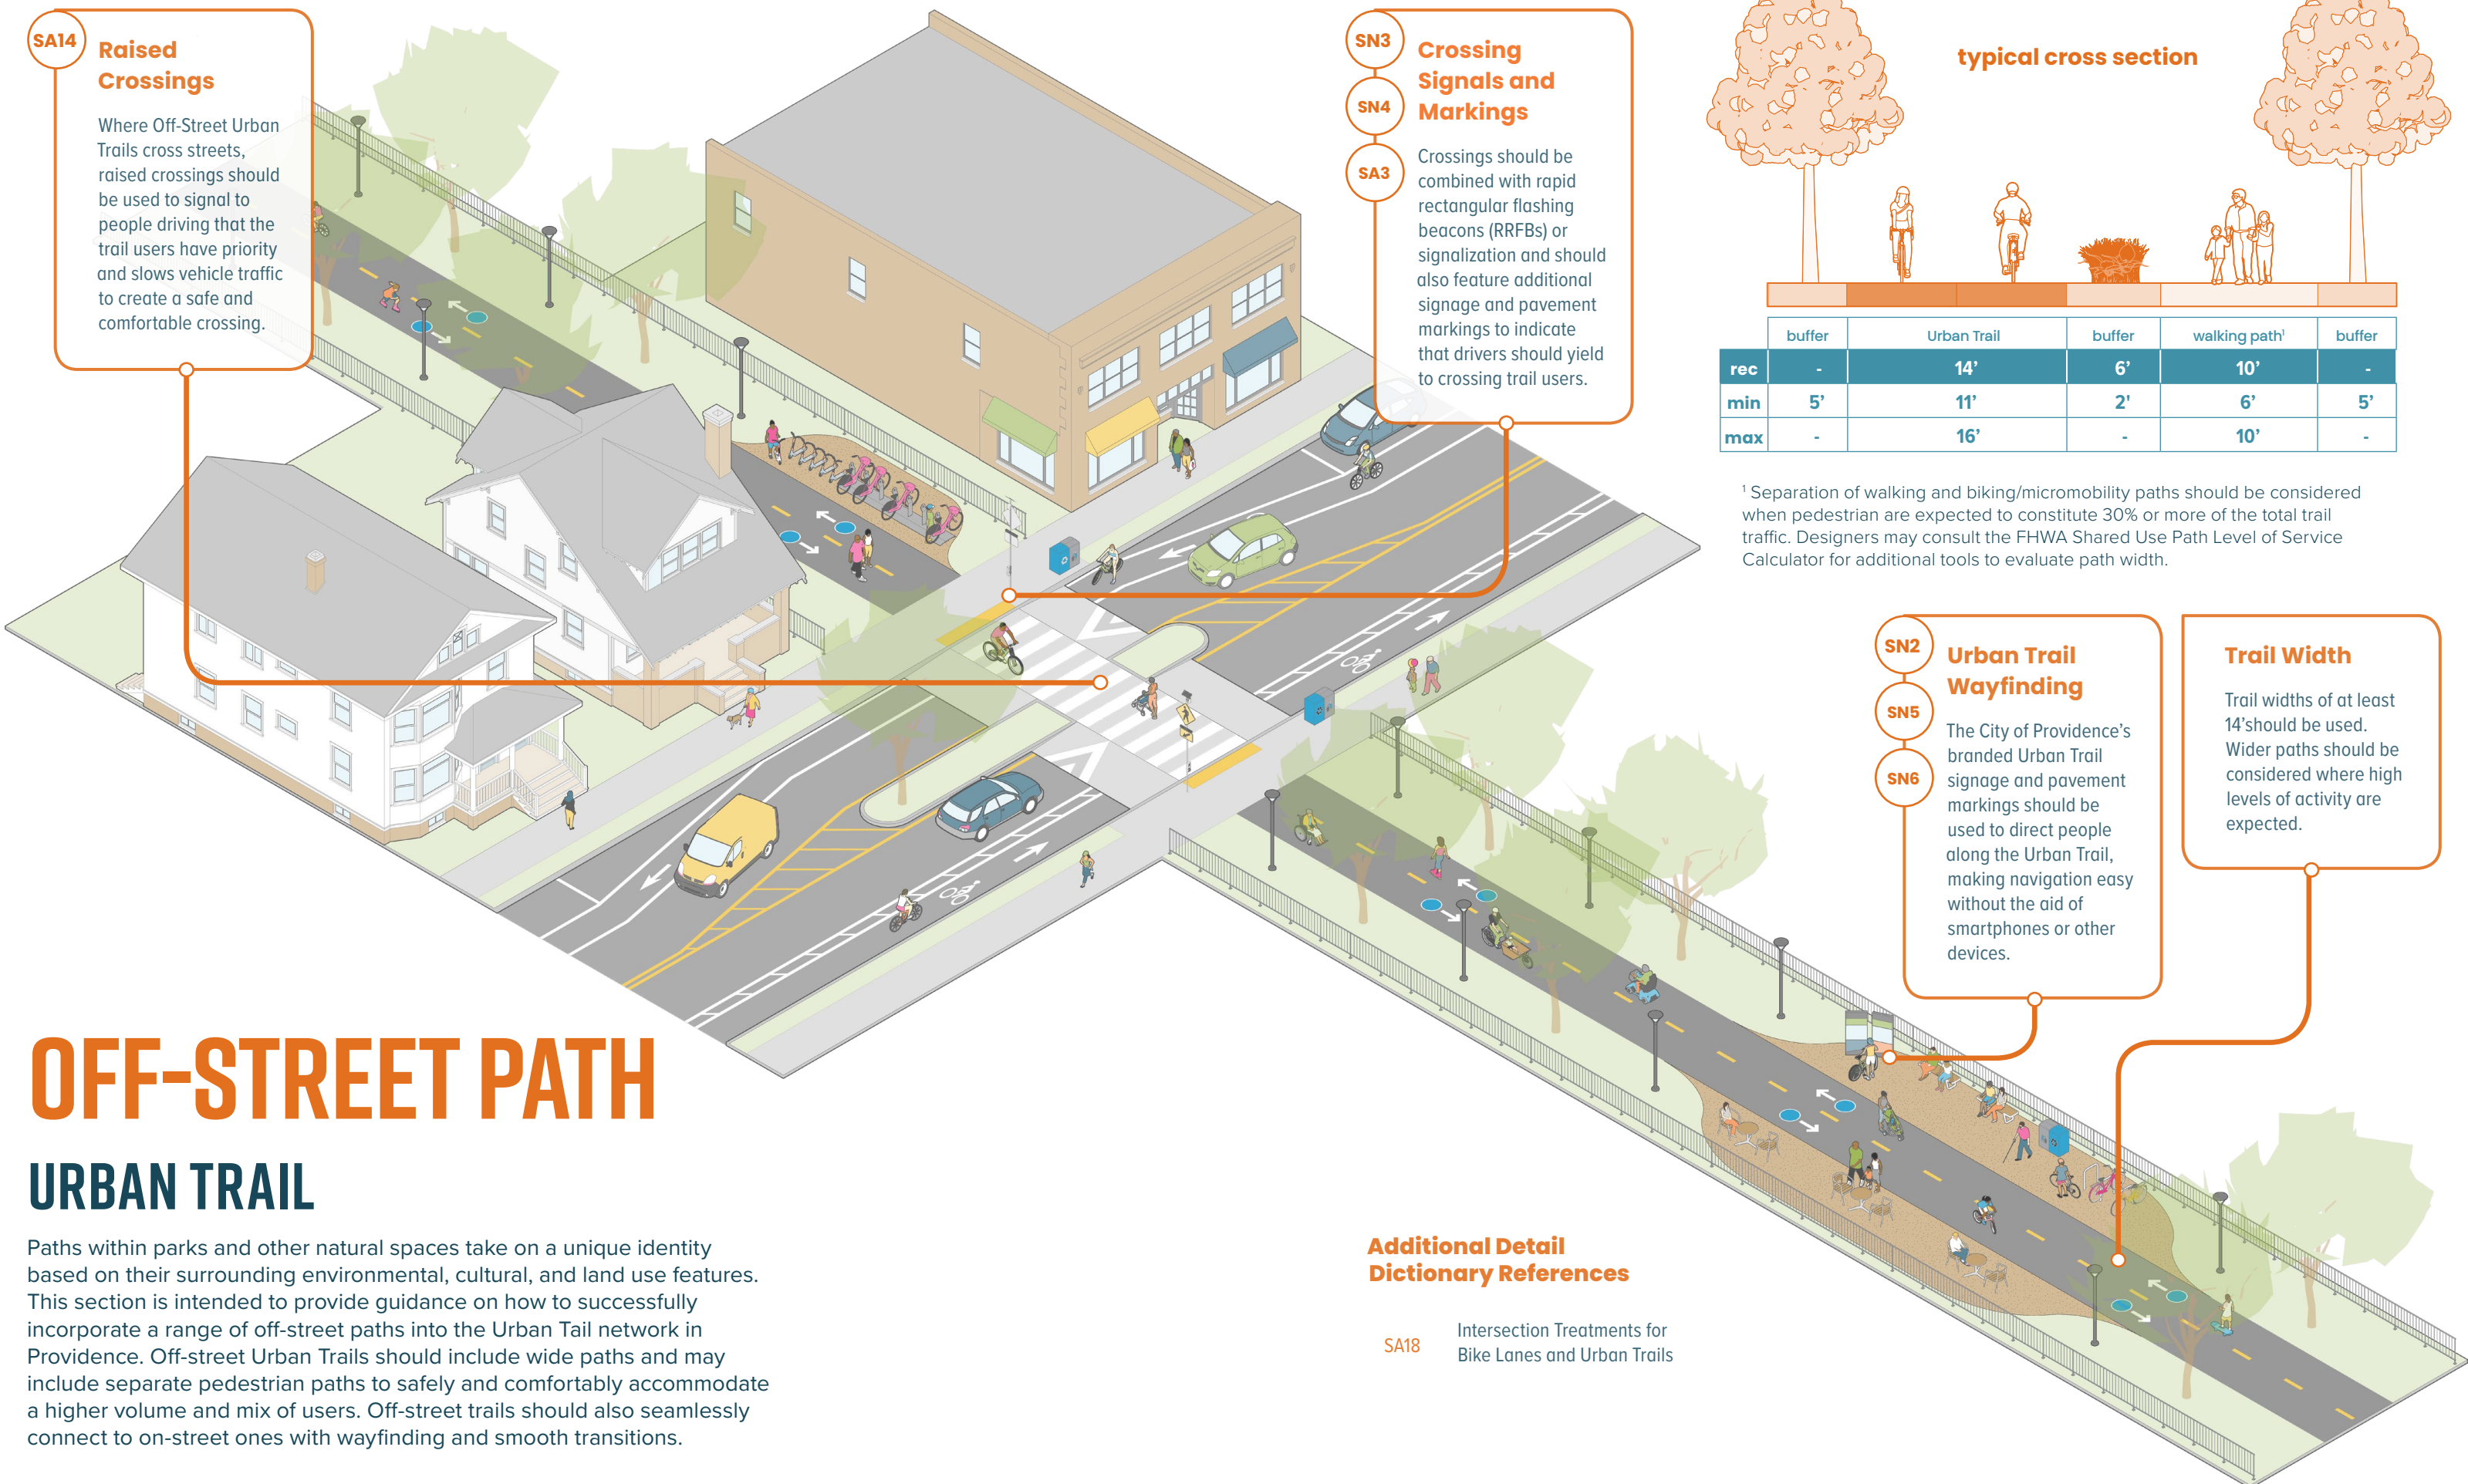 SA14
Raised
Crossings
Where Off-Street Urban
Trails cross streets,
raised crossings should
be used to signal to
people driving that the
trail users have priority
and slows vehicle traffic
to create a safe and
comfortable crossing.
SN3
SN4
SA3
Crossing
Signals and
Markings
Crossings should be
combined with rapid
rectangular flashing
beacons (RRFBs) or
signalization and should
also feature additional
signage and pavement
markings to indicate
that drivers should yield
to crossing trail users.
typical cross section
buffer Urban Trail buffer walking path¹ buffer
rec - 14’ 6’ 10’ -
min 5’ 11’ 2' 6’ 5’
max - 16’ - 10’ -
¹ Separation of walking and biking/micromobility paths should be considered
when pedestrian are expected to constitute 30% or more of the total trail
traffic. Designers may consult the FHWA Shared Use Path Level of Service
Calculator for additional tools to evaluate path width.
SN2
SN5
SN6
Urban Trail
Wayfinding
The City of Providence’s
branded Urban Trail
signage and pavement
markings should be
used to direct people
along the Urban Trail,
making navigation easy
without the aid of
smartphones or other
devices.
Trail Width
Trail widths of at least
14’should be used.
Wider paths should be
considered where high
levels of activity are
expected.
OFF-STREET PATH
URBAN TRAIL
Paths within parks and other natural spaces take on a unique identity
based on their surrounding environmental, cultural, and land use features.
This section is intended to provide guidance on how to successfully
incorporate a range of off-street paths into the Urban Tail network in
Providence. Off-street Urban Trails should include wide paths and may
include separate pedestrian paths to safely and comfortably accommodate
a higher volume and mix of users. Off-street trails should also seamlessly
connect to on-street ones with wayfinding and smooth transitions.
Additional Detail
Dictionary References
SA18 Intersection Treatments for
Bike Lanes and Urban Trails